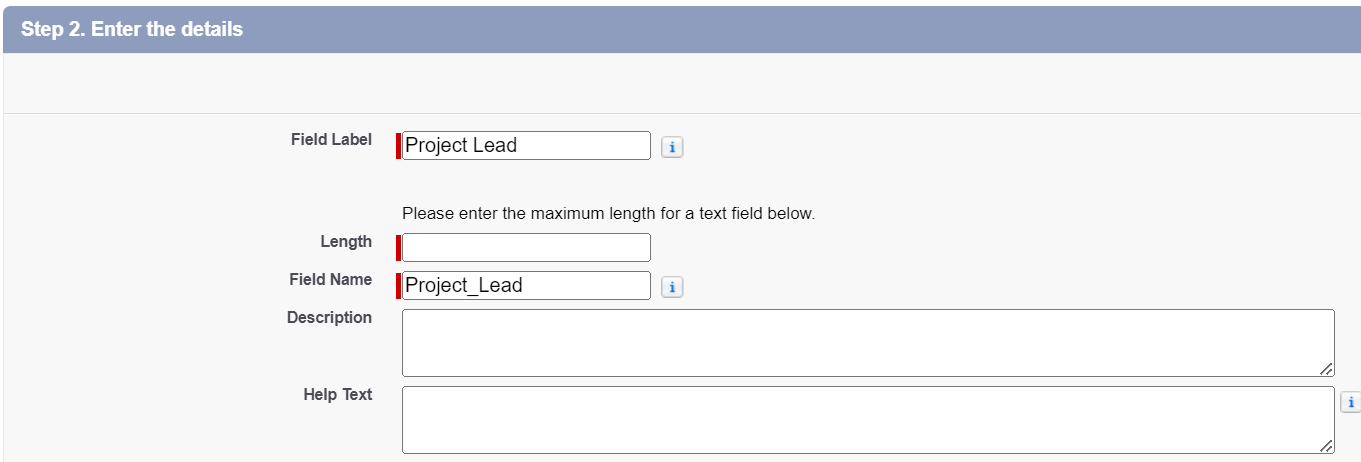 Step 2. Enter the details
Field Label Project Lead i
Please enter the maximum length for a text field below.
Length
Field Name Project_Lead i
Description
Help Text i